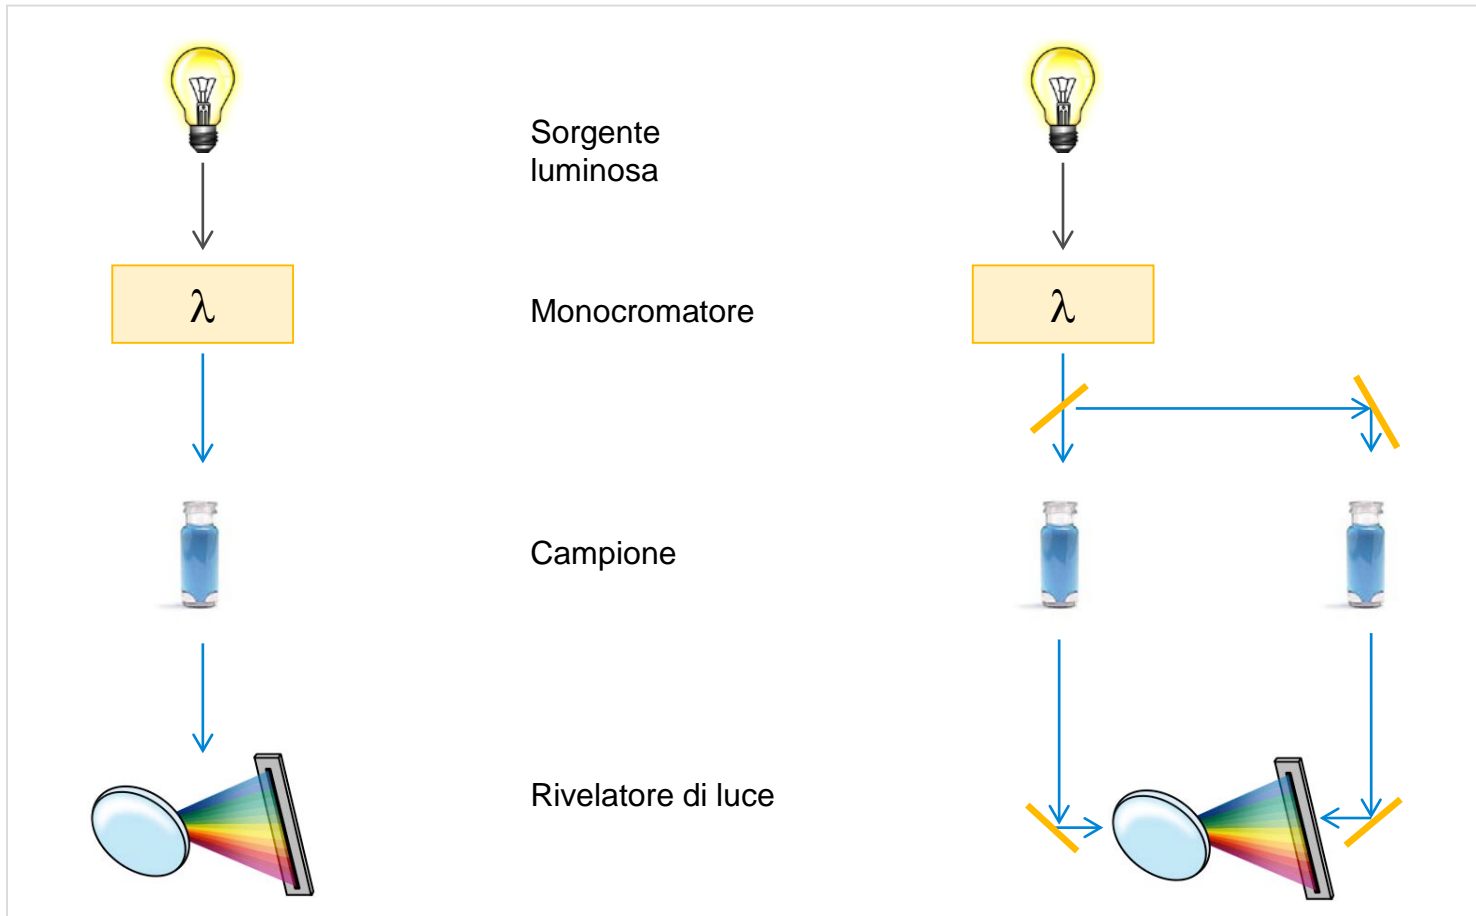 Sorgente
luminosa
λ
λ
Monocromatore
Campione
Rivelatore di luce